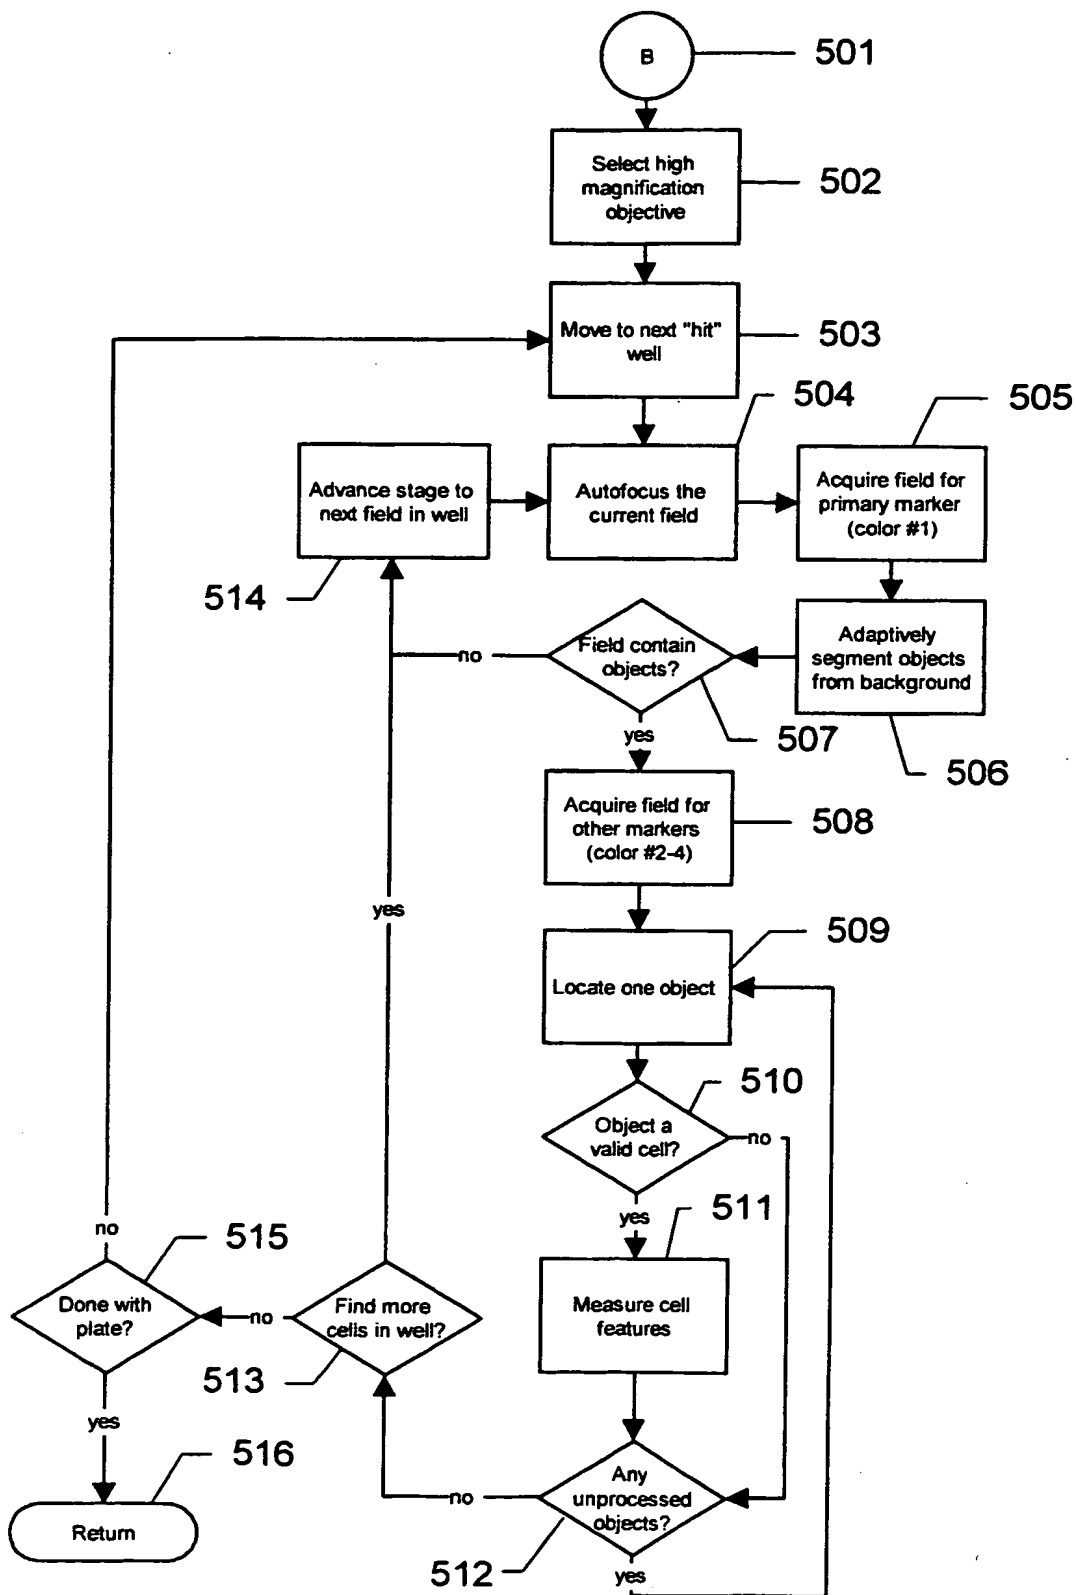 B
501
Select high
magnification
objective
502
Move to next "hit"
well
503
504
505
Advance stage to
next field in well
Autofocus the
current field
Acquire field for
primary marker
(color #1)
514
Field contain
objects?
no
Adaptively
segment objects
from background
yes
507
506
Acquire field for
other markers
(color #2-4)
508
yes
509
Locate one object
510
Object a
valid cell?
no
yes
511
no
515
Done with
plate?
no
Find more
cells in well?
Measure cell
features
513
yes
516
Return
no
Any
unprocessed
objects?
512
yes